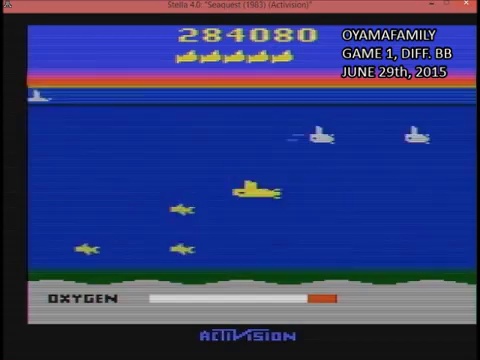 Stella 4.0: "Seaquest (1983) (Activision)"
284080
OYAMAFAMILY
GAME 1, DIFF. BB
JUNE 29th, 2015
OXYGEN
ACTIVISION